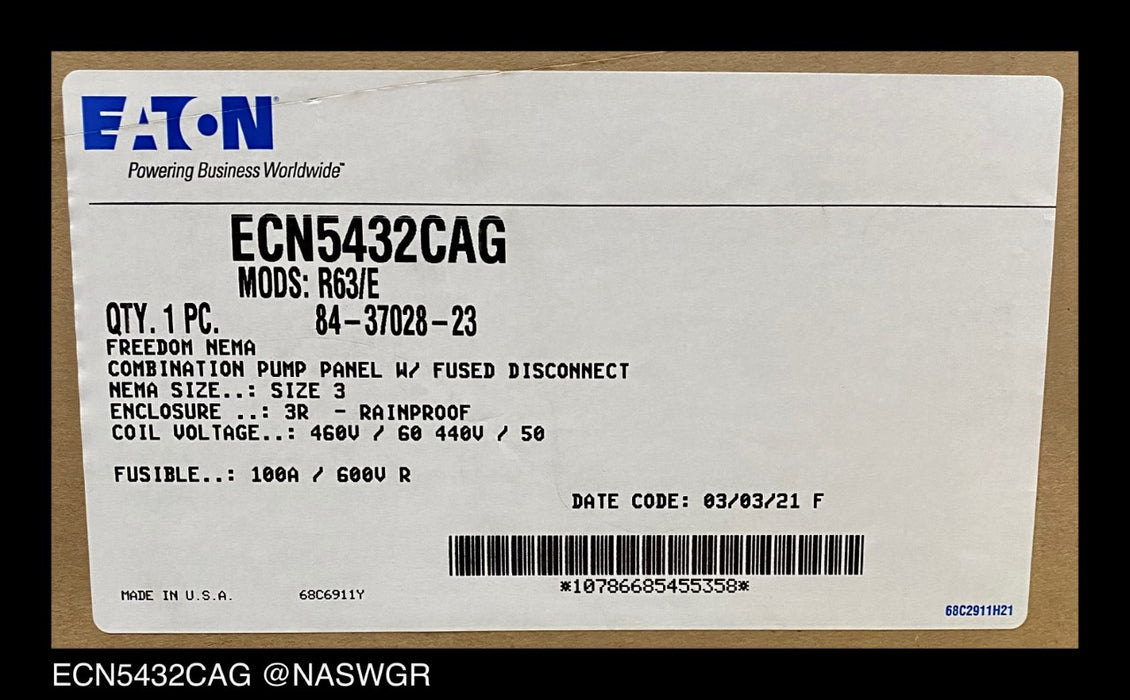 EATON®
Powering Business Worldwide™
ECN5432CAG
MODS: R63/E
QTY. 1 PC. 84-37028-23
FREEDOM NEMA
COMBINATION PUMP PANEL W/ FUSED DISCONNECT
NEMA SIZE..: SIZE 3
ENCLOSURE ..: 3R - RAINPROOF
COIL VOLTAGE..: 460V / 60 440V / 50
FUSIBLE..: 100A / 600V R
DATE CODE: 03/03/21 F
*10786685455358*
MADE IN U.S.A. 68C6911Y
68C2911H21
ECN5432CAG @NASWGR